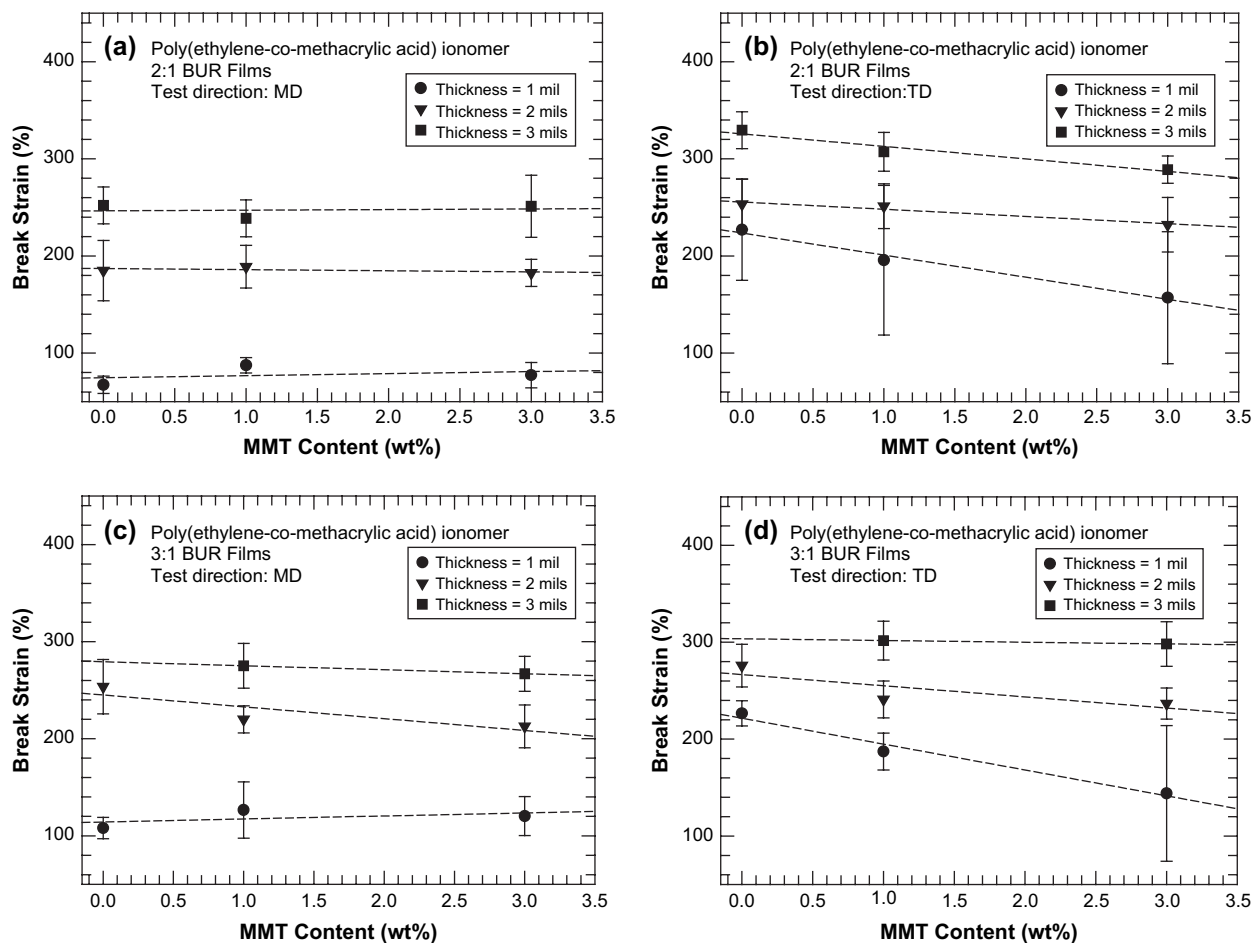 (a) Poly(ethylene-co-methacrylic acid) ionomer
2:1 BUR Films
Test direction: MD
Thickness = 1 mil
Thickness = 2 mils
Thickness = 3 mils
Break Strain (%)
400
300
200
100
0.0 0.5 1.0 1.5 2.0 2.5 3.0 3.5
MMT Content (wt%)
(b) Poly(ethylene-co-methacrylic acid) ionomer
2:1 BUR Films
Test direction:TD
Thickness = 1 mil
Thickness = 2 mils
Thickness = 3 mils
Break Strain (%)
400
300
200
100
0.0 0.5 1.0 1.5 2.0 2.5 3.0 3.5
MMT Content (wt%)
(c) Poly(ethylene-co-methacrylic acid) ionomer
3:1 BUR Films
Test direction: MD
Thickness = 1 mil
Thickness = 2 mils
Thickness = 3 mils
Break Strain (%)
400
300
200
100
0.0 0.5 1.0 1.5 2.0 2.5 3.0 3.5
MMT Content (wt%)
(d) Poly(ethylene-co-methacrylic acid) ionomer
3:1 BUR Films
Test direction: TD
Thickness = 1 mil
Thickness = 2 mils
Thickness = 3 mils
Break Strain (%)
400
300
200
100
0.0 0.5 1.0 1.5 2.0 2.5 3.0 3.5
MMT Content (wt%)